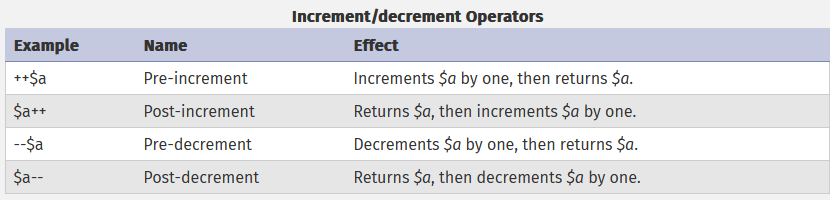 Increment/decrement Operators
Example Name Effect
++$a Pre-increment Increments $a by one, then returns $a.
$a++ Post-increment Returns $a, then increments $a by one.
--$a Pre-decrement Decrements $a by one, then returns $a.
$a-- Post-decrement Returns $a, then decrements $a by one.